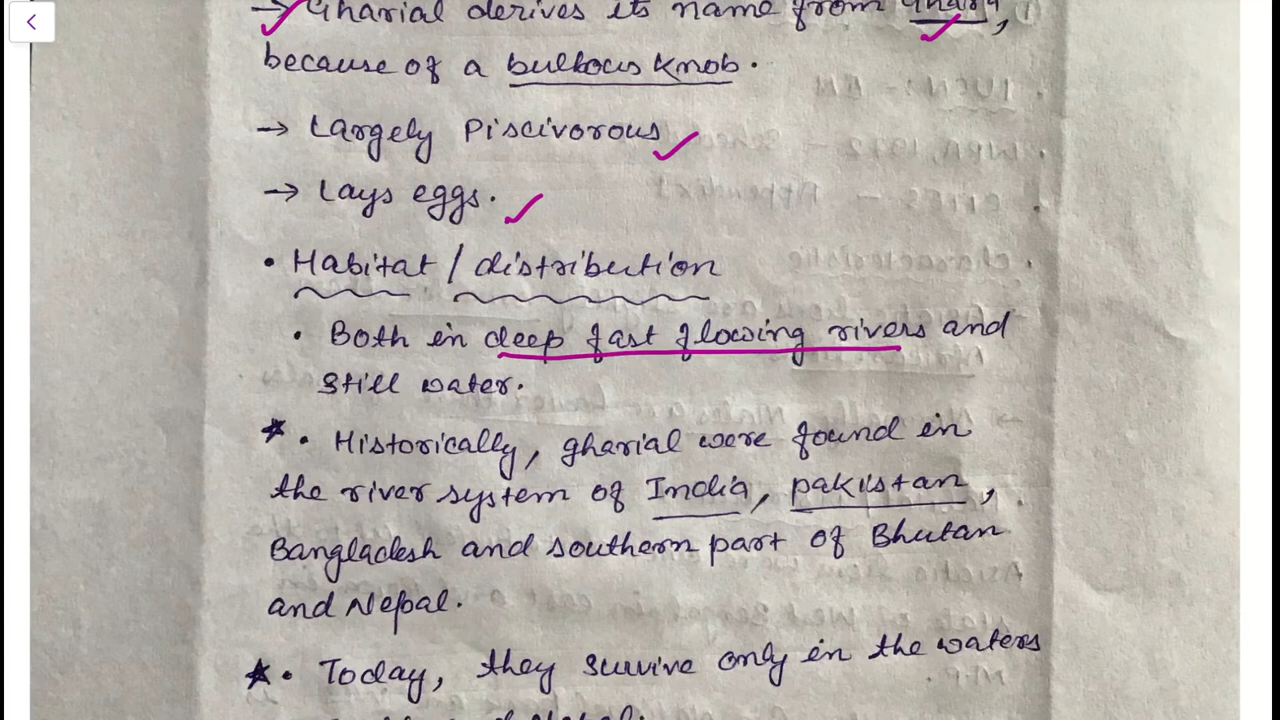 → Gharial derives its name from Ghara,
because of a bulbous knob.
→ Largely Piscivorous
→ Lays eggs.
• Habitat / distribution
• Both in deep fast flowing rivers and
still water.
* • Historically, gharial were found in
the river system of India, pakistan,
Bangladesh and southern part of Bhutan
and Nepal.
* • Today, they survive only in the waters